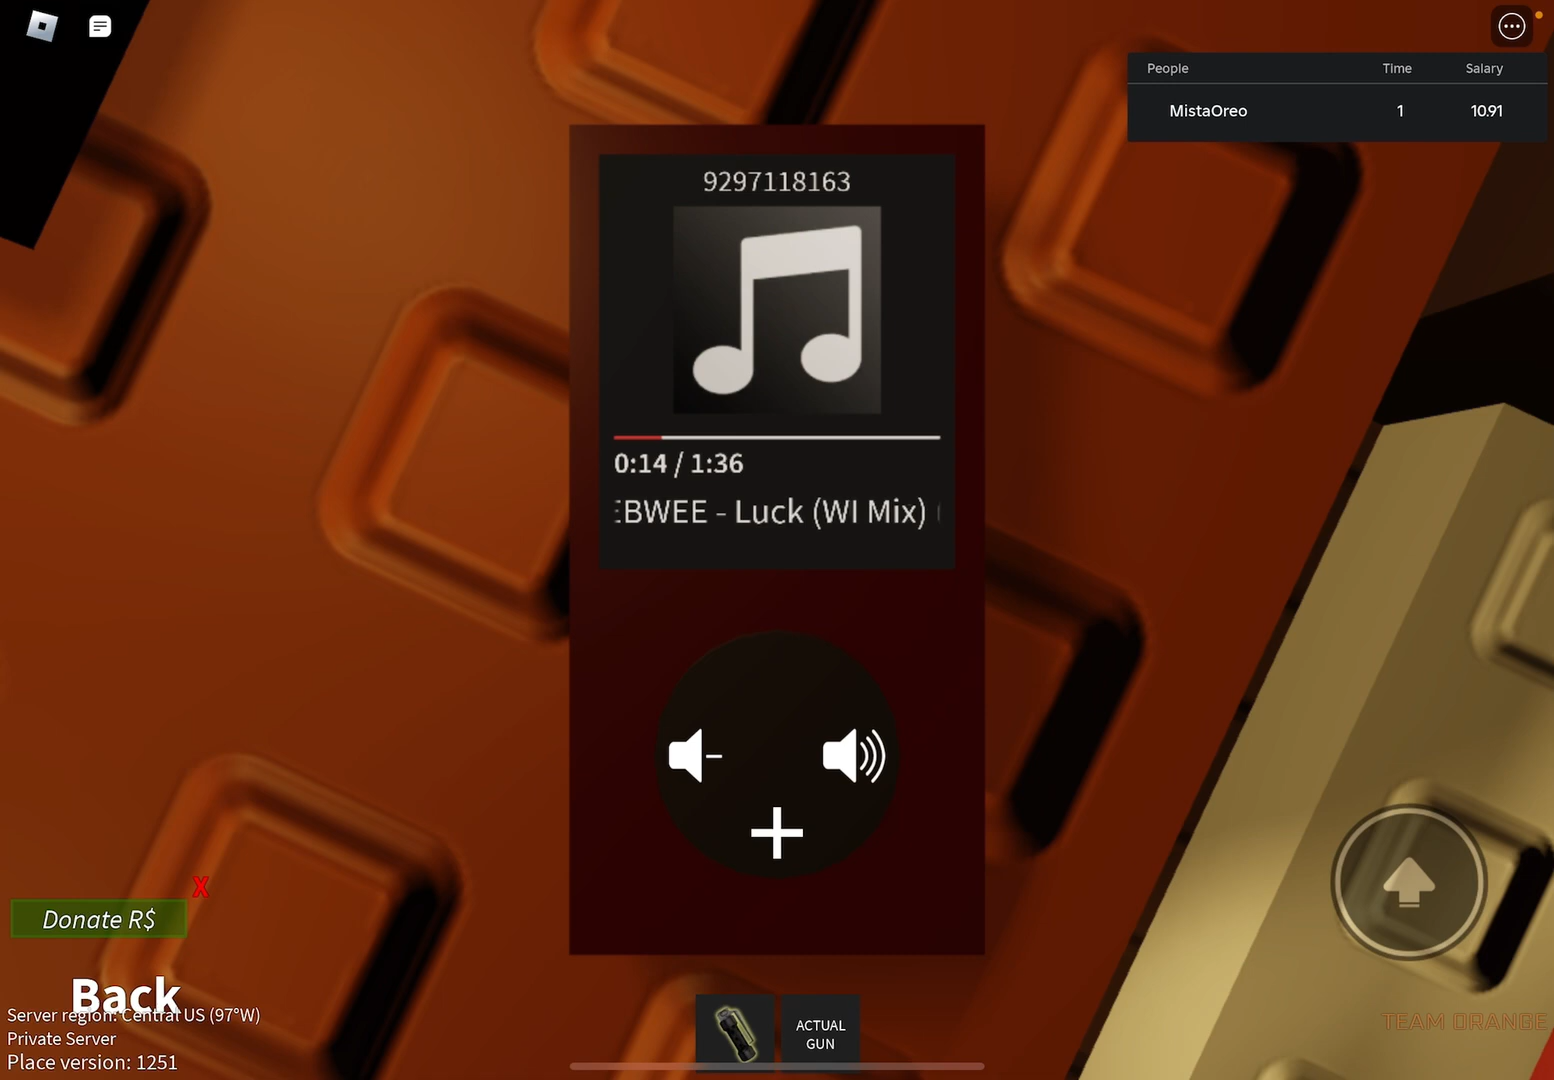 People Time Salary
MistaOreo 1 10.91
9297118163
0:14 / 1:36
EBWEE - Luck (WI Mix)
X
Donate R$
Back
Server region: Central US (97°W)
Private Server
Place version: 1251
ACTUAL
GUN
TEAM ORANGE